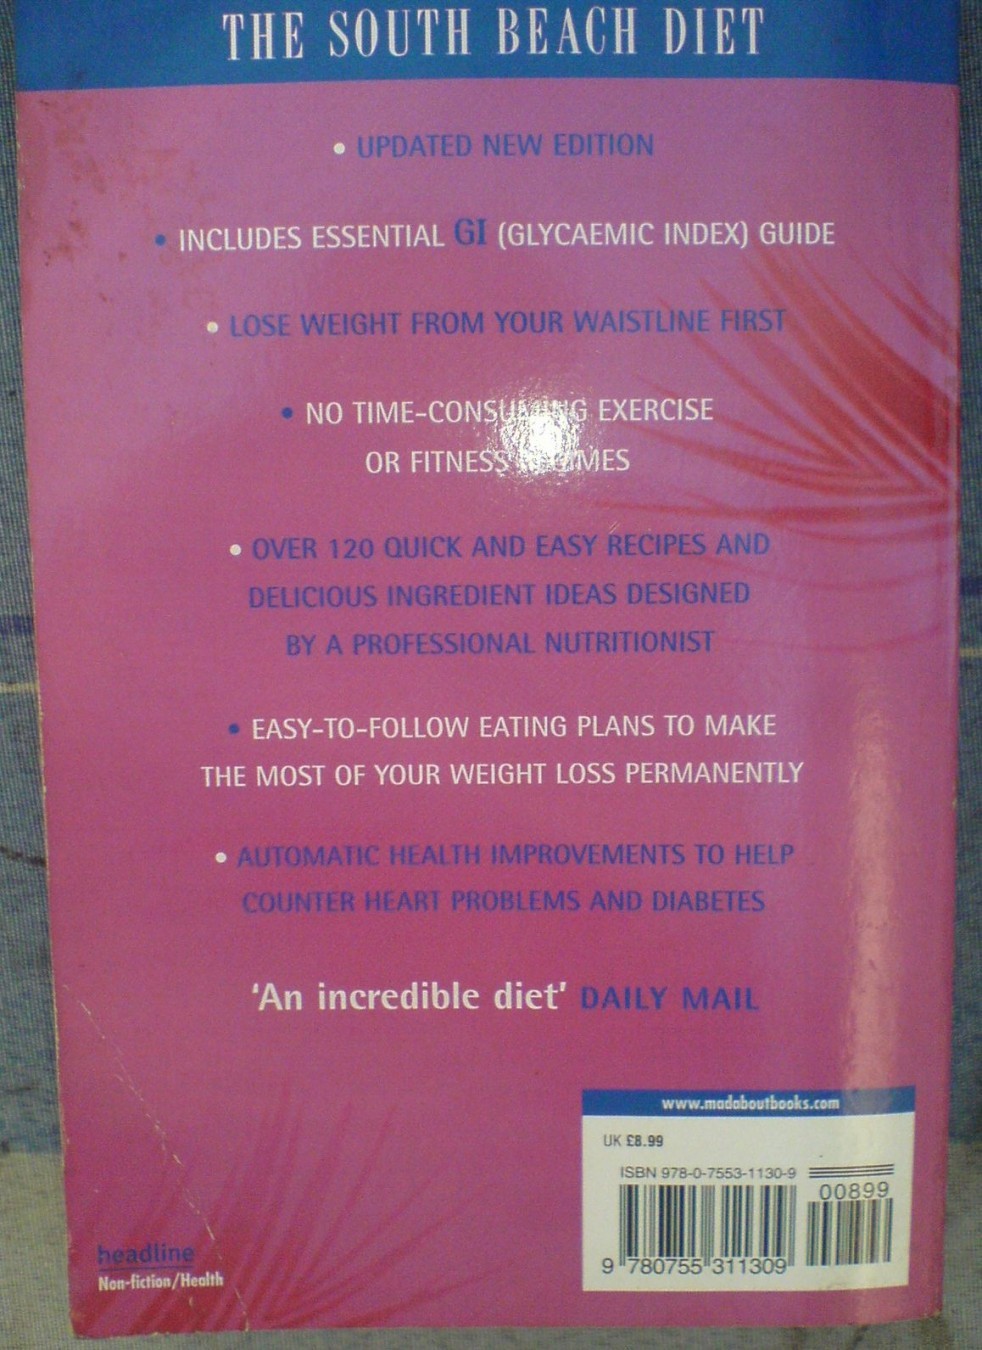 THE SOUTH BEACH DIET
• UPDATED NEW EDITION
• INCLUDES ESSENTIAL GI (GLYCAEMIC INDEX) GUIDE
• LOSE WEIGHT FROM YOUR WAISTLINE FIRST
• NO TIME-CONSUMING EXERCISE
OR FITNESS REGIMES
• OVER 120 QUICK AND EASY RECIPES AND
DELICIOUS INGREDIENT IDEAS DESIGNED
BY A PROFESSIONAL NUTRITIONIST
• EASY-TO-FOLLOW EATING PLANS TO MAKE
THE MOST OF YOUR WEIGHT LOSS PERMANENTLY
• AUTOMATIC HEALTH IMPROVEMENTS TO HELP
COUNTER HEART PROBLEMS AND DIABETES
'An incredible diet' DAILY MAIL
www.madaboutbooks.com
UK £8.99
ISBN 978-0-7553-1130-9
00899
9 780755 311309
headline
Non-fiction/Health